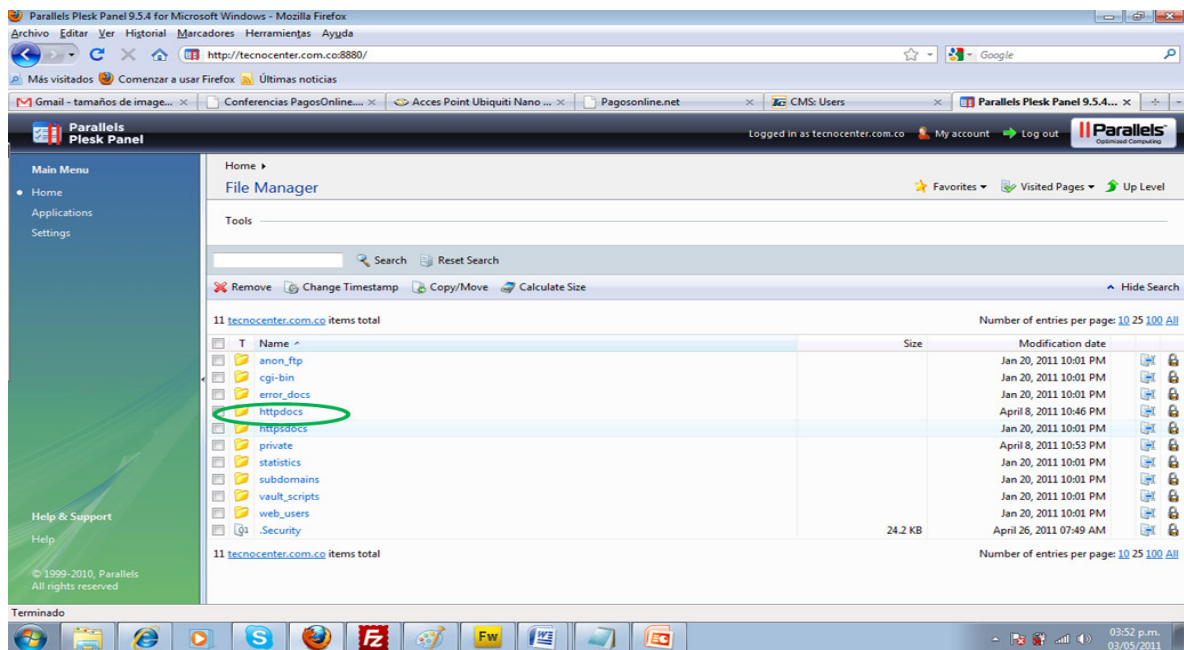 Parallels Plesk Panel 9.5.4 for Microsoft Windows - Mozilla Firefox
Archivo Editar Ver Historial Marcadores Herramientas Ayuda
http://tecnocenter.com.co:8880/ Google
Más visitados Comenzar a usar Firefox Últimas noticias
Gmail - tamaños de image... Conferencias PagosOnline.... Acces Point Ubiquiti Nano ... Pagosonline.net CMS: Users Parallels Plesk Panel 9.5.4...
Parallels
Plesk Panel
Logged in as tecnocenter.com.co My account Log out
Parallels
Optimized Computing
Main Menu
Home
Applications
Settings
Help & Support
Help
© 1999-2010, Parallels
All rights reserved
Home
File Manager
Favorites Visited Pages Up Level
Tools
Search Reset Search
Remove Change Timestamp Copy/Move Calculate Size Hide Search
11 tecnocenter.com.co items total Number of entries per page: 10 25 100 All
T Name Size Modification date
anon_ftp Jan 20, 2011 10:01 PM
cgi-bin Jan 20, 2011 10:01 PM
error_docs Jan 20, 2011 10:01 PM
httpdocs April 8, 2011 10:46 PM
httpsdocs Jan 20, 2011 10:01 PM
private April 8, 2011 10:53 PM
statistics Jan 20, 2011 10:01 PM
subdomains Jan 20, 2011 10:01 PM
vault_scripts Jan 20, 2011 10:01 PM
web_users Jan 20, 2011 10:01 PM
.Security 24.2 KB April 26, 2011 07:49 AM
11 tecnocenter.com.co items total Number of entries per page: 10 25 100 All
Terminado
Fw
03:52 p.m.
03/05/2011